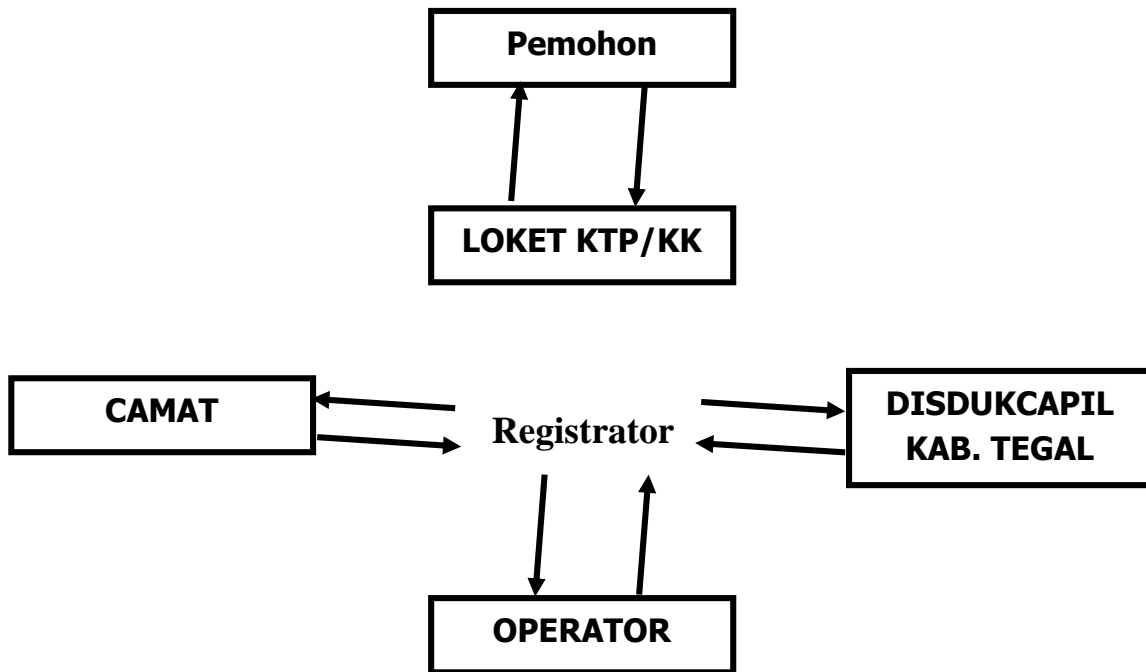 Pemohon
LOKET KTP/KK
CAMAT
Registrator
DISDUKCAPIL
KAB. TEGAL
OPERATOR